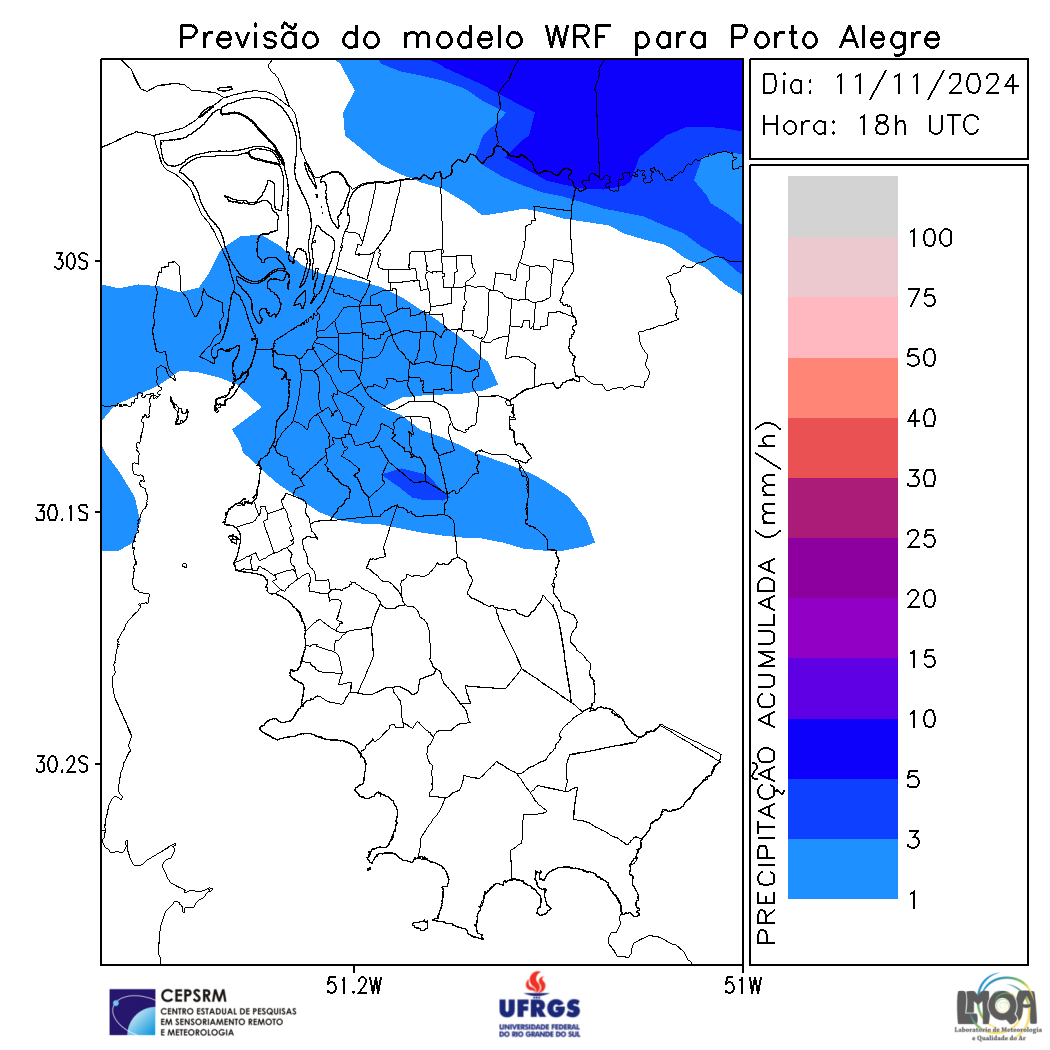 Previsão do modelo WRF para Porto Alegre
Dia: 11/11/2024
Hora: 18h UTC
30S
30.1S
30.2S
51.2W
51W
PRECIPITAÇÃO ACUMULADA (mm/h)
100
75
50
40
30
25
20
15
10
5
3
1
CEPSRM
CENTRO ESTADUAL DE PESQUISAS
EM SENSORIAMENTO REMOTO
E METEOROLOGIA
UFRGS
UNIVERSIDADE FEDERAL
DO RIO GRANDE DO SUL
LMQA
Laboratório de Meteorologia
e Qualidade do Ar